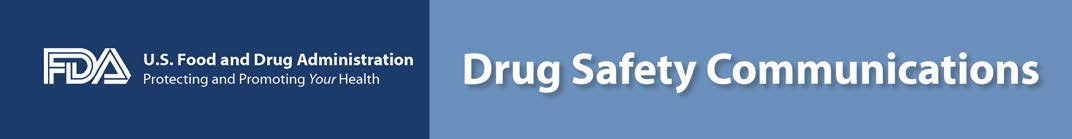 FDA
U.S. Food and Drug Administration
Protecting and Promoting Your Health
Drug Safety Communications